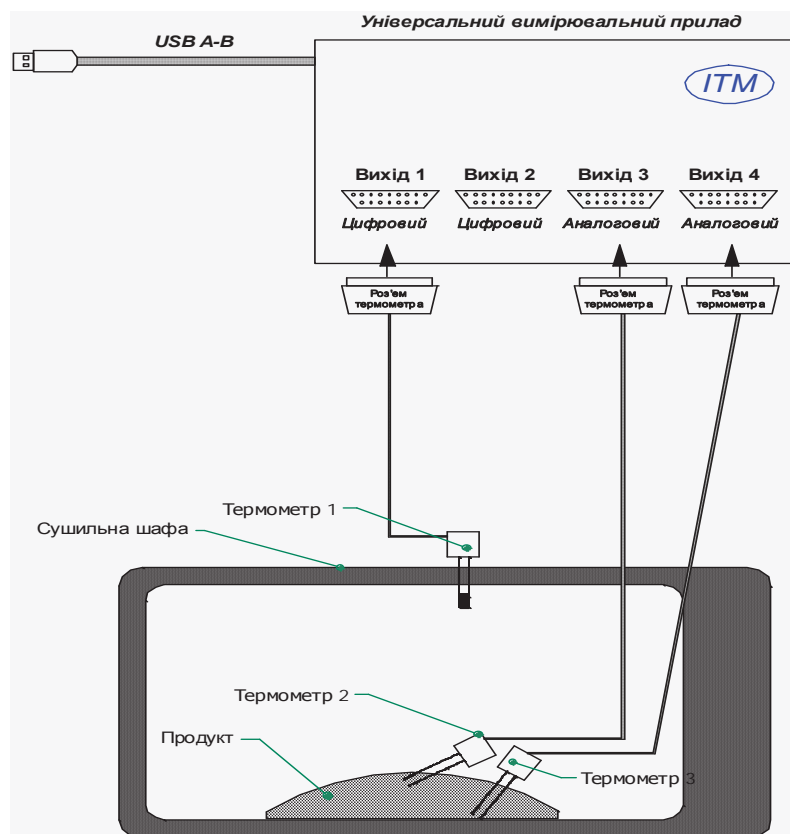 Універсальний вимірювальний прилад
USB A-B
ITM
Вихід 1 Вихід 2 Вихід 3 Вихід 4
Цифровий Цифровий Аналоговий Аналоговий
Роз'єм термометра
Роз'єм термометра
Роз'єм термометра
Термометр 1
Сушильна шафа
Термометр 2
Продукт
Термометр 3